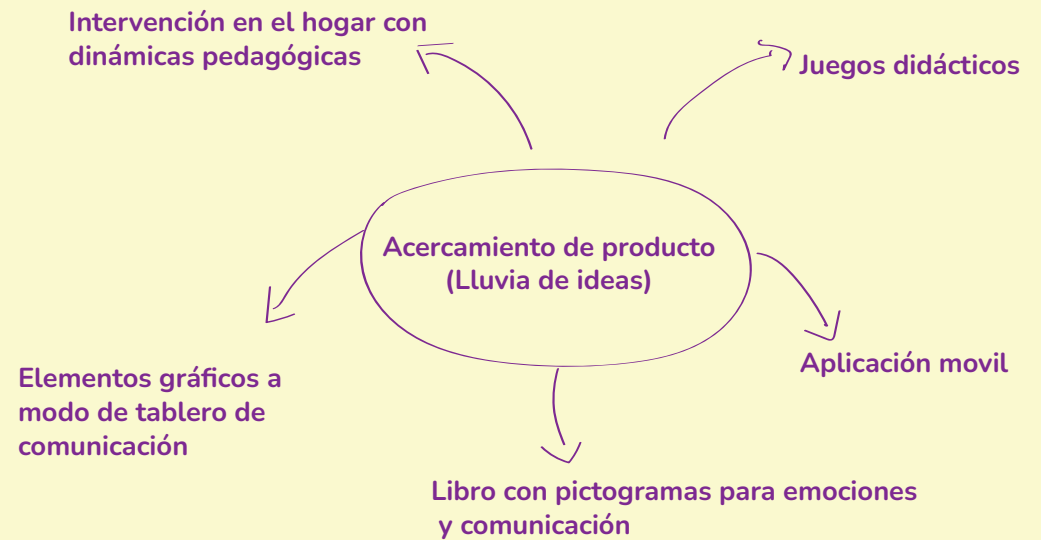 Intervención en el hogar con
dinámicas pedagógicas
Juegos didácticos
Acercamiento de producto
(Lluvia de ideas)
Elementos gráficos a
modo de tablero de
comunicación
Aplicación movil
Libro con pictogramas para emociones
y comunicación